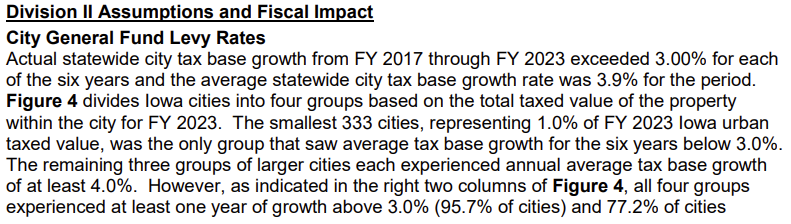 Division II Assumptions and Fiscal Impact
City General Fund Levy Rates
Actual statewide city tax base growth from FY 2017 through FY 2023 exceeded 3.00% for each
of the six years and the average statewide city tax base growth rate was 3.9% for the period.
Figure 4 divides Iowa cities into four groups based on the total taxed value of the property
within the city for FY 2023.  The smallest 333 cities, representing 1.0% of FY 2023 Iowa urban
taxed value, was the only group that saw average tax base growth for the six years below 3.0%.
The remaining three groups of larger cities each experienced annual average tax base growth
of at least 4.0%.  However, as indicated in the right two columns of Figure 4, all four groups
experienced at least one year of growth above 3.0% (95.7% of cities) and 77.2% of cities